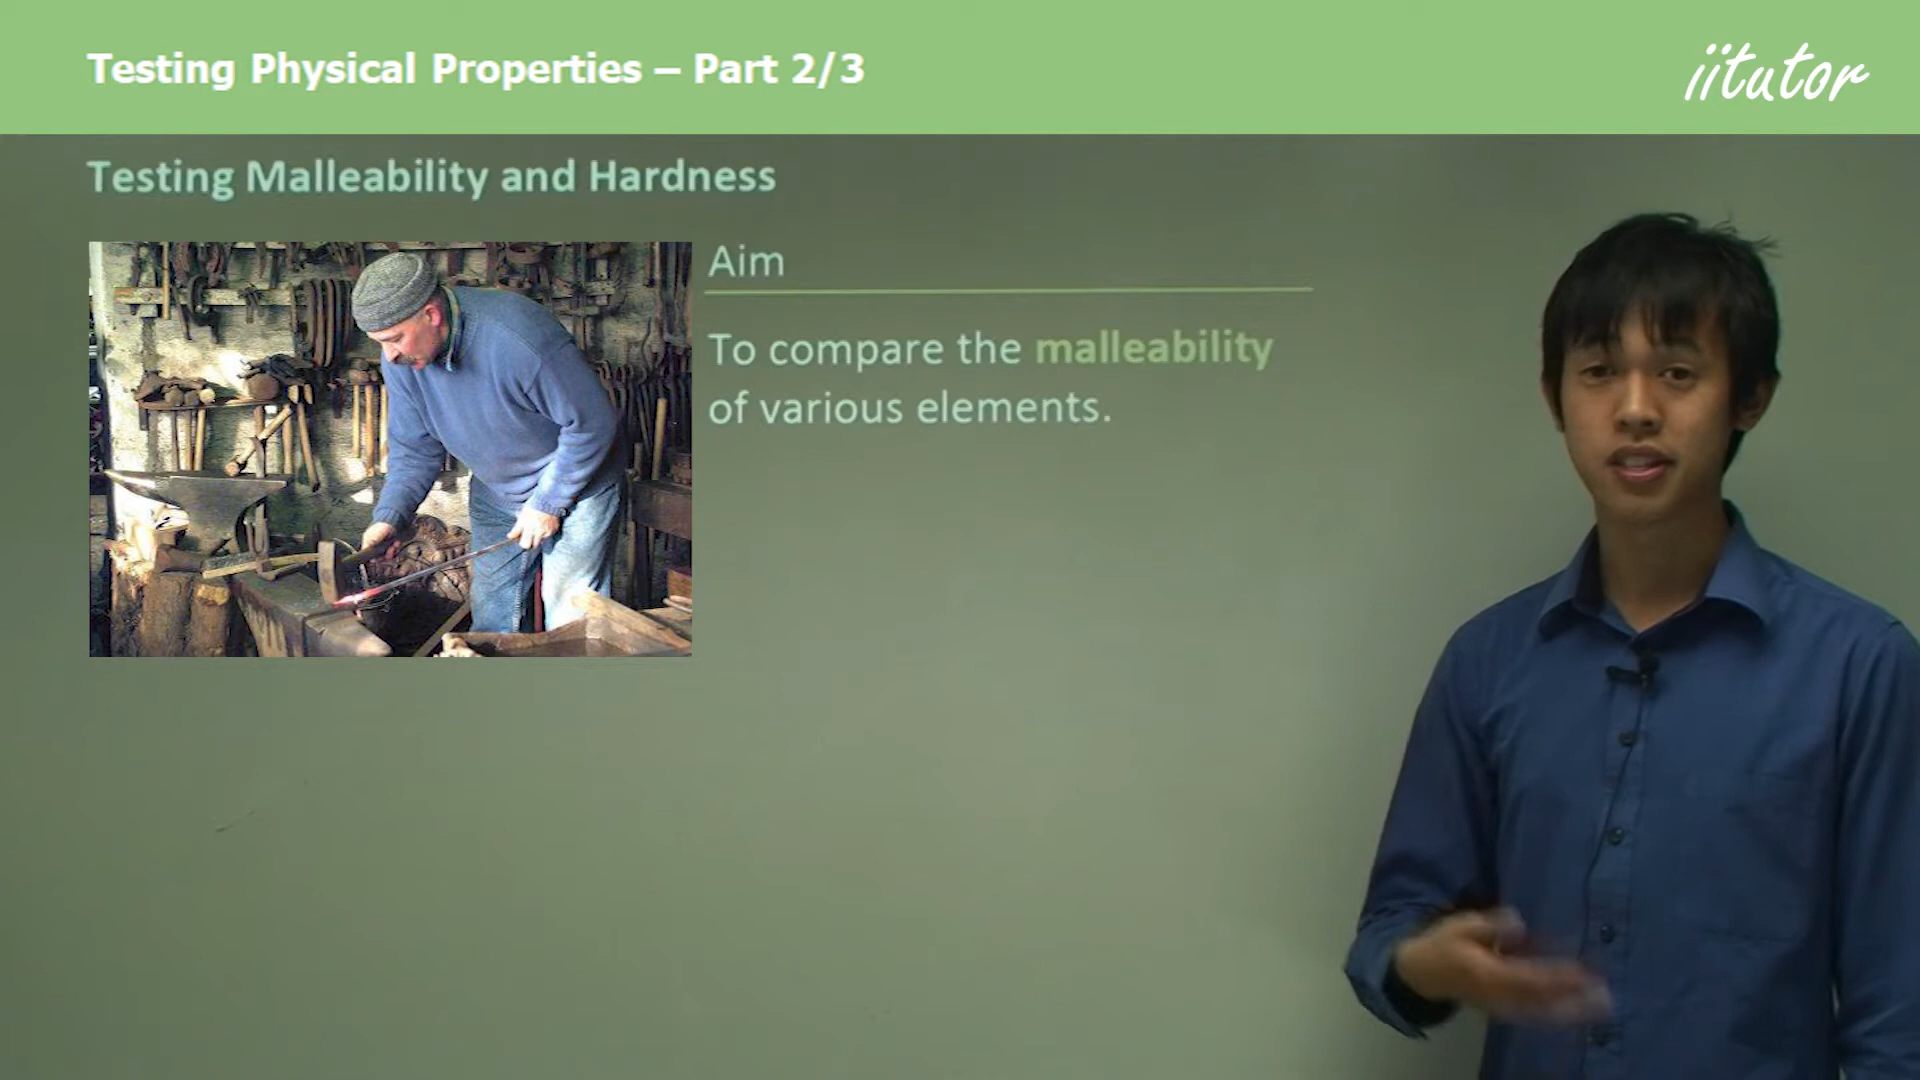 Testing Physical Properties – Part 2/3
iitutor
Testing Malleability and Hardness
Aim
To compare the malleability
of various elements.